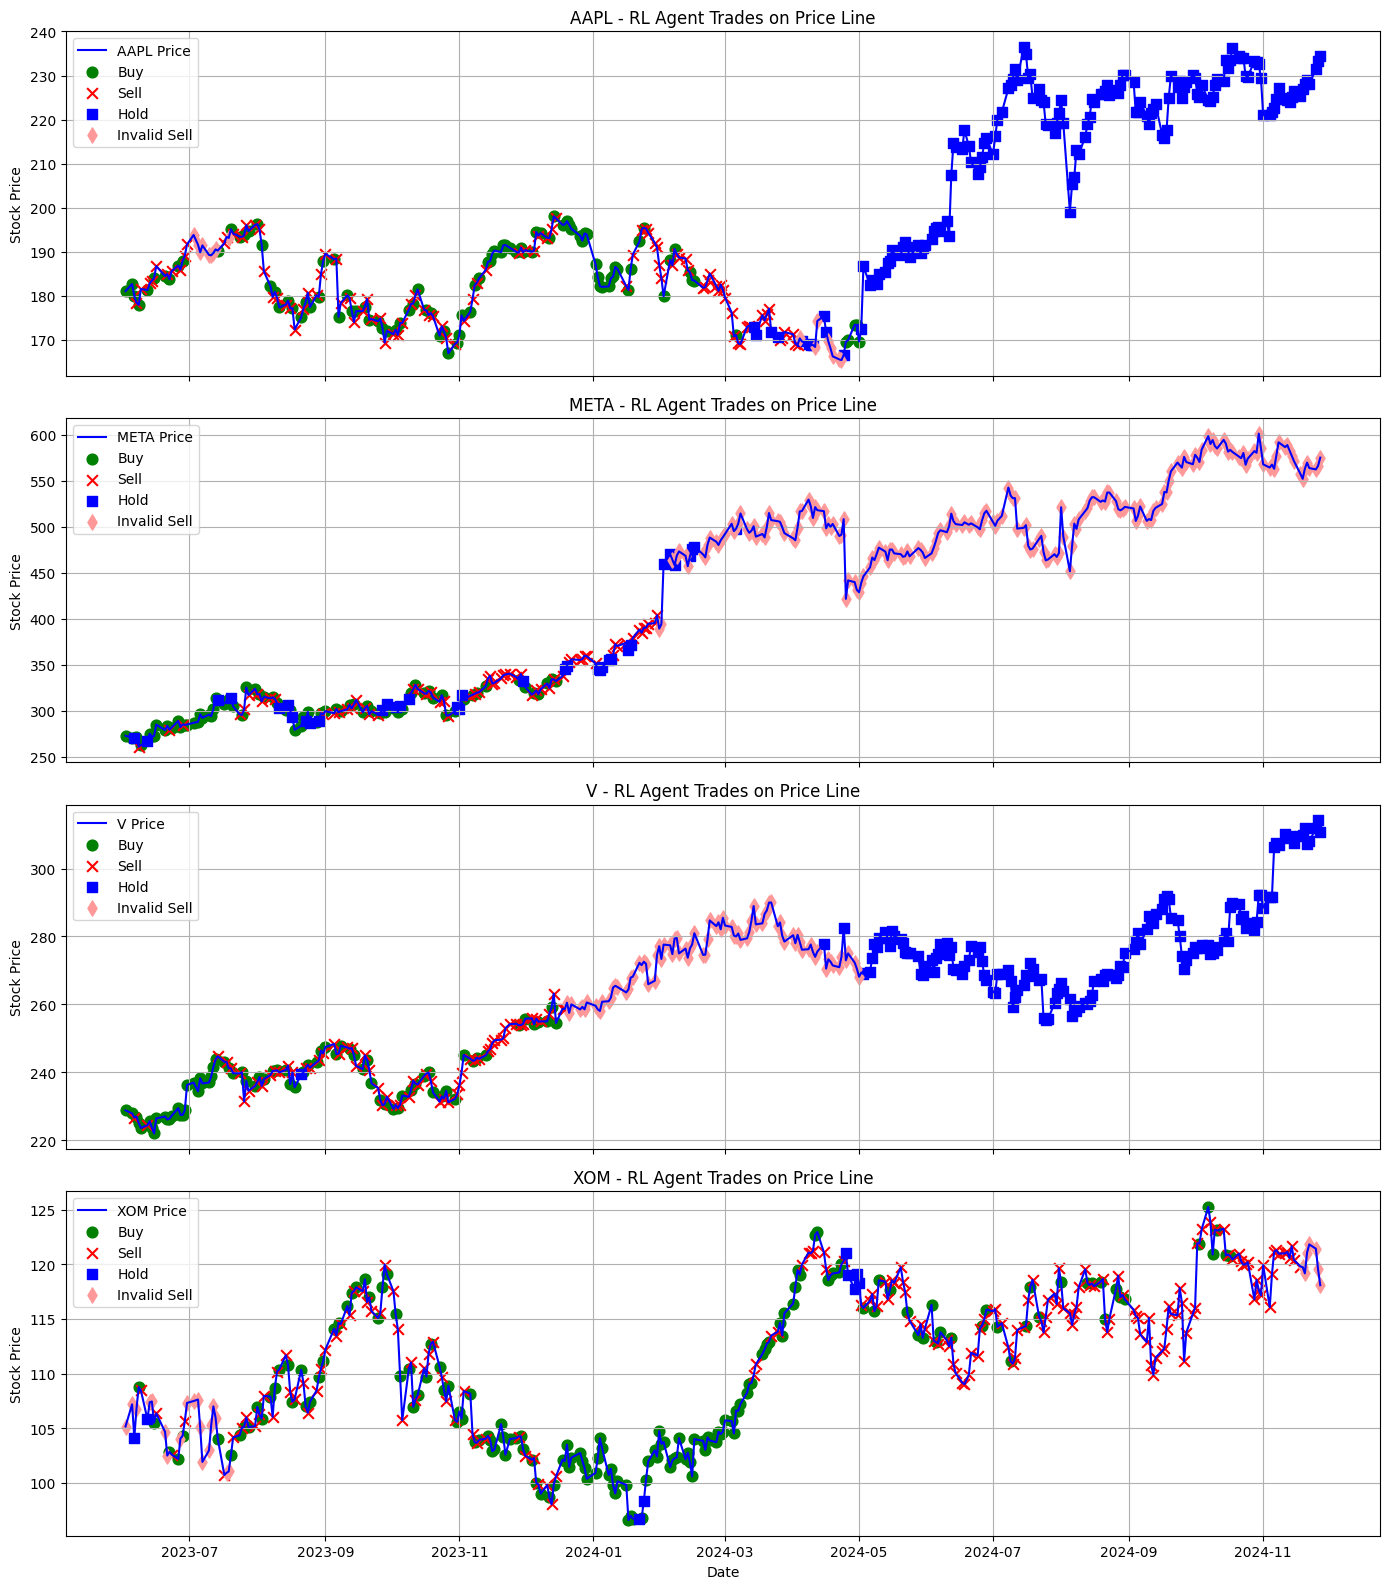 AAPL - RL Agent Trades on Price Line
240
230
220
210
200
190
180
170
Stock Price
AAPL Price
Buy
Sell
Hold
Invalid Sell
META - RL Agent Trades on Price Line
600
550
500
450
400
350
300
250
Stock Price
META Price
Buy
Sell
Hold
Invalid Sell
V - RL Agent Trades on Price Line
300
280
260
240
220
Stock Price
V Price
Buy
Sell
Hold
Invalid Sell
XOM - RL Agent Trades on Price Line
125
120
115
110
105
100
Stock Price
XOM Price
Buy
Sell
Hold
Invalid Sell
2023-07 2023-09 2023-11 2024-01 2024-03 2024-05 2024-07 2024-09 2024-11
Date